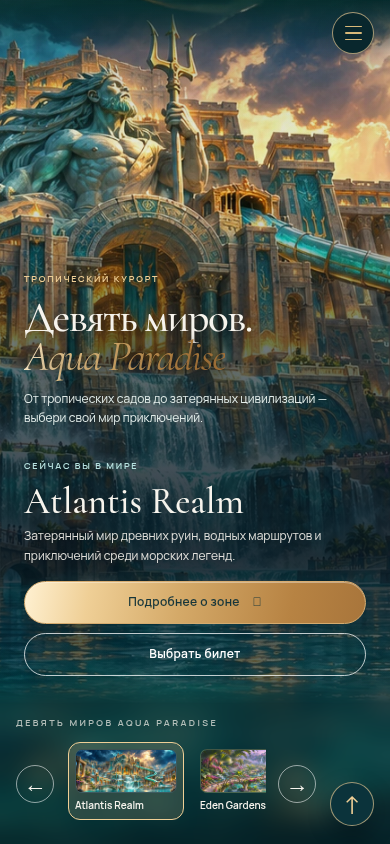 ТРОПИЧЕСКИЙ КУРОРТ
Девять миров.
Aqua Paradise
От тропических садов до затерянных цивилизаций —
выбери свой мир приключений.
СЕЙЧАС ВЫ В МИРЕ
Atlantis Realm
Затерянный мир древних руин, водных маршрутов и
приключений среди морских легенд.
Подробнее о зоне
Выбрать билет
ДЕВЯТЬ МИРОВ AQUA PARADISE
← Atlantis Realm Eden Gardens → ↑